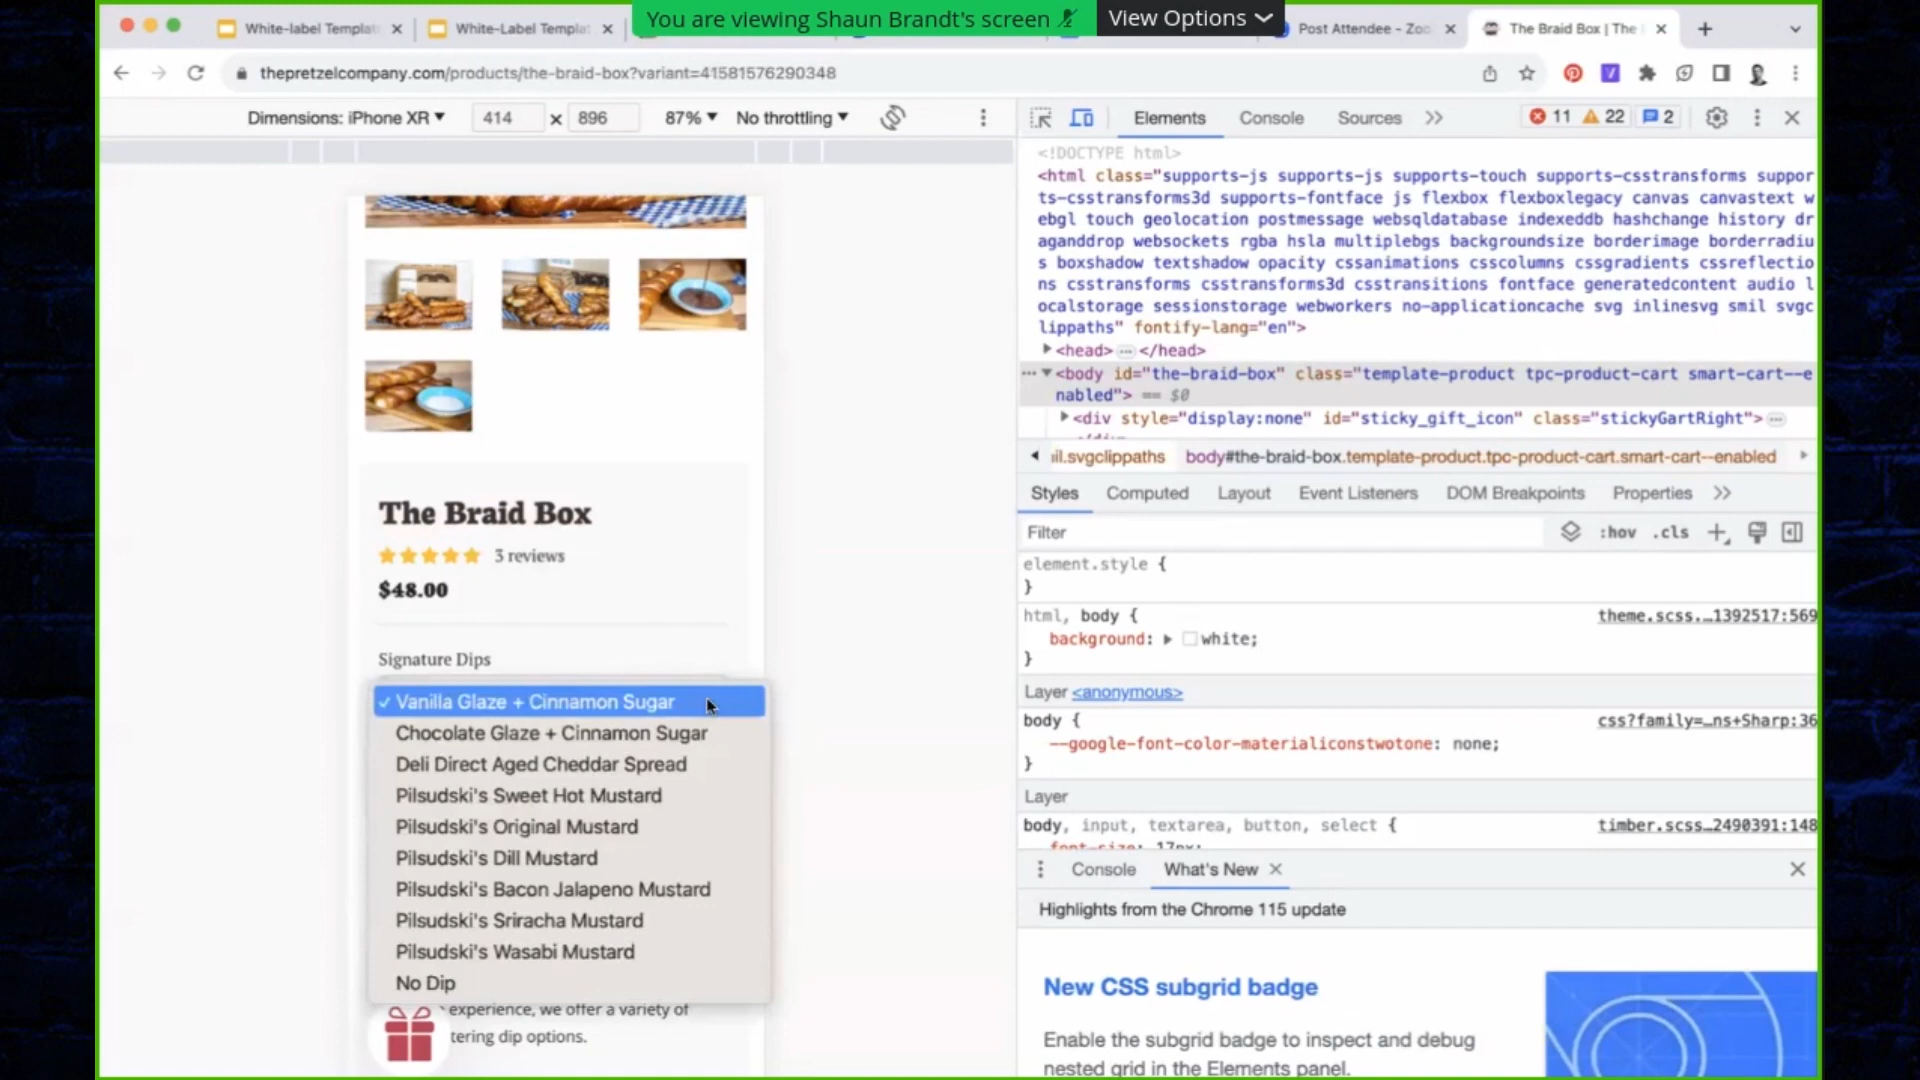 You are viewing Shaun Brandt's screen
View Options
White-label Templat
White-Label Templat
Post Attendee - Zoo
The Braid Box | The
thepretzelcompany.com/products/the-braid-box?variant=41581576290348
Dimensions: iPhone XR
414 x 896
87%
No throttling
Elements
Console
Sources
11
22
2
<!DOCTYPE html>
<html class="supports-js supports-js supports-touch supports-csstransforms suppor
ts-csstransforms3d supports-fontface js flexbox flexboxlegacy canvas canvastext w
ebgl touch geolocation postmessage websqldatabase indexeddb hashchange history dr
aganddrop websockets rgba hsla multiplebgs backgroundsize borderimage borderradiu
s boxshadow textshadow opacity cssanimations csscolumns cssgradients cssreflectio
ns csstransforms csstransforms3d csstransitions fontface generatedcontent audio l
ocalstorage sessionstorage webworkers no-applicationcache svg inlinesvg smil svgc
lippaths" fontify-lang="en">
<head> ... </head>
<body id="the-braid-box" class="template-product tpc-product-cart smart-cart--e
nabled"> == $0
<div style="display:none" id="sticky_gift_icon" class="stickyGartRight"> ...
il.svgclippaths
body#the-braid-box.template-product.tpc-product-cart.smart-cart--enabled
Styles
Computed
Layout
Event Listeners
DOM Breakpoints
Properties
Filter
:hov
.cls
element.style {
}
html, body {
theme.scss.…1392517:569
background: white;
}
Layer <anonymous>
body {
css?family=…ns+Sharp:36
--google-font-color-materialiconstwotone: none;
}
Layer
body, input, textarea, button, select {
timber.scss…2490391:148
font-size: 17px;
Console
What's New
Highlights from the Chrome 115 update
New CSS subgrid badge
Enable the subgrid badge to inspect and debug
nested grid in the Elements panel.
The Braid Box
3 reviews
$48.00
Signature Dips
✓ Vanilla Glaze + Cinnamon Sugar
Chocolate Glaze + Cinnamon Sugar
Deli Direct Aged Cheddar Spread
Pilsudski's Sweet Hot Mustard
Pilsudski's Original Mustard
Pilsudski's Dill Mustard
Pilsudski's Bacon Jalapeno Mustard
Pilsudski's Sriracha Mustard
Pilsudski's Wasabi Mustard
No Dip
experience, we offer a variety of
tering dip options.